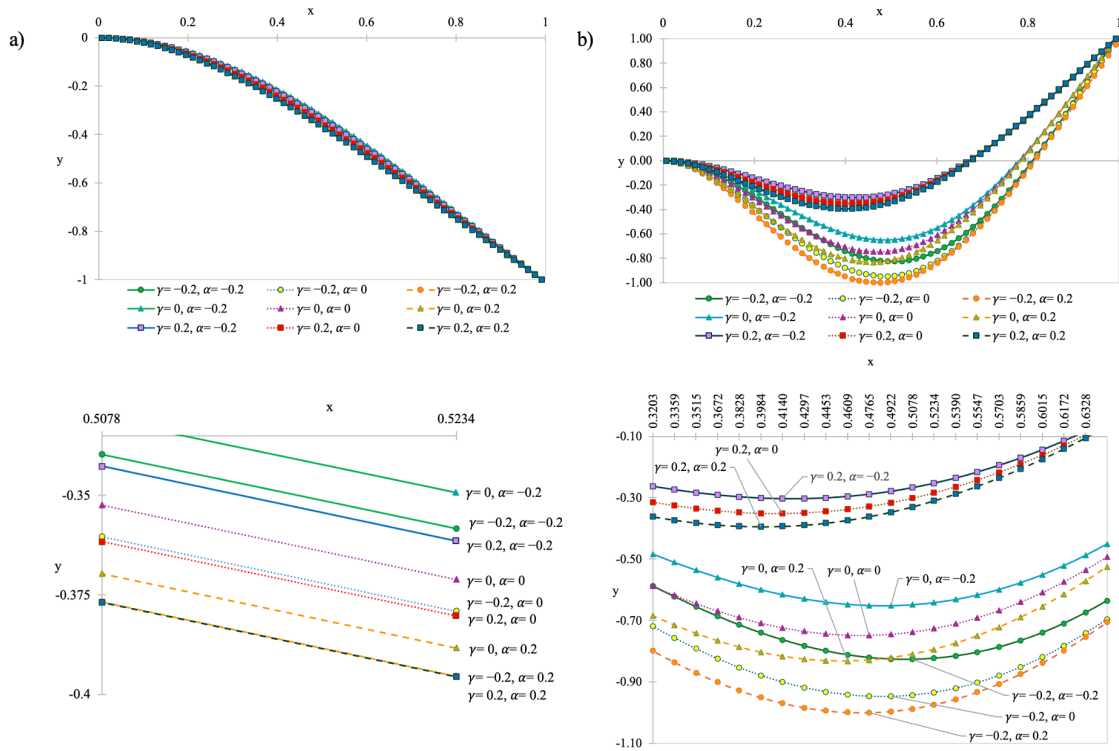 a)
x
0
0.2
0.4
0.6
0.8
1
0
-0.2
-0.4
y
-0.6
-0.8
-1
γ= −0.2, α= −0.2
γ= −0.2, α= 0
γ= −0.2, α= 0.2
γ= 0, α= −0.2
γ= 0, α= 0
γ= 0, α= 0.2
γ= 0.2, α= −0.2
γ= 0.2, α= 0
γ= 0.2, α= 0.2
b)
x
0
0.2
0.4
0.6
0.8
1
1.00
0.80
0.60
0.40
0.20
y 0.00
-0.20
-0.40
-0.60
-0.80
-1.00
γ= −0.2, α= −0.2
γ= −0.2, α= 0
γ= −0.2, α= 0.2
γ= 0, α= −0.2
γ= 0, α= 0
γ= 0, α= 0.2
γ= 0.2, α= −0.2
γ= 0.2, α= 0
γ= 0.2, α= 0.2
x
0.5078
0.5234
-0.35
y
-0.375
-0.4
γ= 0, α= −0.2
γ= −0.2, α= −0.2
γ= 0.2, α= −0.2
γ= 0, α= 0
γ= −0.2, α= 0
γ= 0.2, α= 0
γ= 0, α= 0.2
γ= −0.2, α= 0.2
γ= 0.2, α= 0.2
x
0.3203
0.3359
0.3515
0.3672
0.3828
0.3984
0.4140
0.4297
0.4453
0.4609
0.4765
0.4922
0.5078
0.5234
0.5390
0.5547
0.5703
0.5859
0.6015
0.6172
0.6328
-0.10
-0.30
-0.50
y
-0.70
-0.90
-1.10
γ= 0.2, α= 0
γ= 0.2, α= 0.2
γ= 0.2, α= −0.2
γ= 0, α= 0.2
γ= 0, α= 0
γ= 0, α= −0.2
γ= −0.2, α= −0.2
γ= −0.2, α= 0
γ= −0.2, α= 0.2